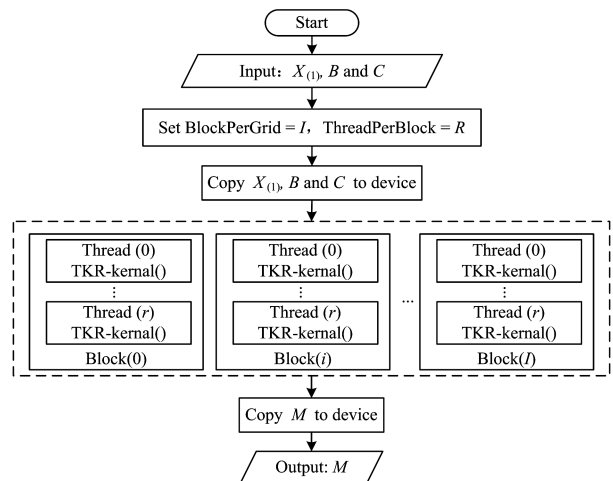 Start
Input: X(1), B and C
Set BlockPerGrid = I, ThreadPerBlock = R
Copy X(1), B and C to device
Thread (0)
TKR-kernal()
⋮
Thread (r)
TKR-kernal()
Block(0)
Thread (0)
TKR-kernal()
⋮
Thread (r)
TKR-kernal()
Block(i)
...
Thread (0)
TKR-kernal()
⋮
Thread (r)
TKR-kernal()
Block(I)
Copy M to device
Output: M